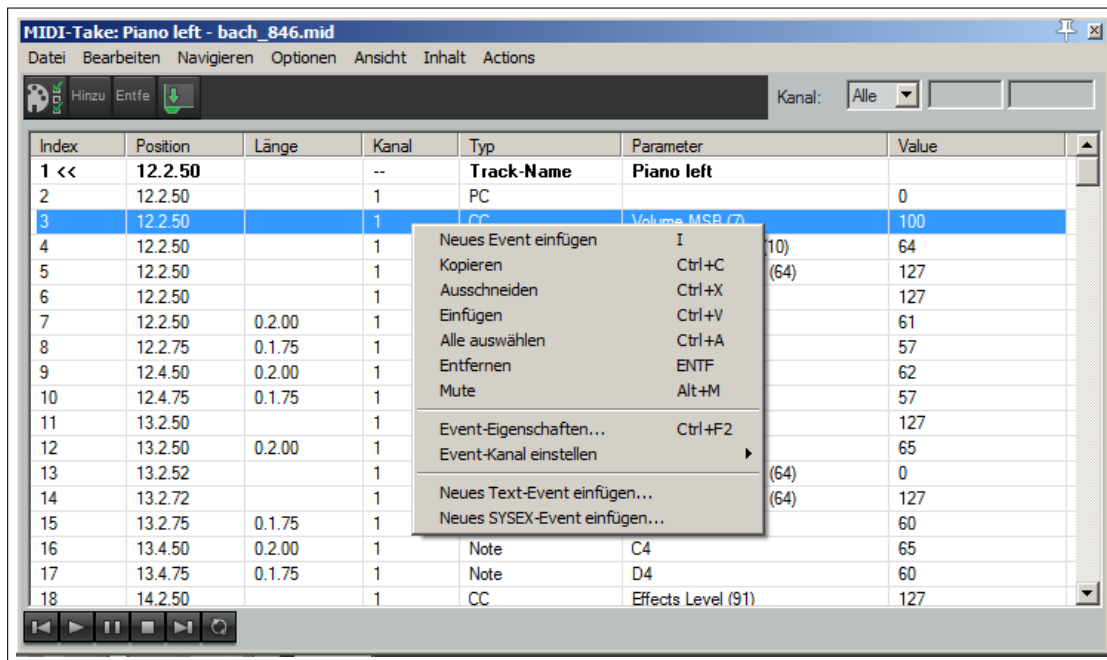 MIDI-Take: Piano left - bach_846.mid
Datei Bearbeiten Navigieren Optionen Ansicht Inhalt Actions
Hinzu Entfe Kanal: Alle
Index Position Länge Kanal Typ Parameter Value
1 << 12.2.50 -- Track-Name Piano left
2 12.2.50 1 PC 0
3 12.2.50 1 CC Volume MSB (7) 100
4 12.2.50 1 (10) 64
5 12.2.50 1 (64) 127
6 12.2.50 1 127
7 12.2.50 0.2.00 1 61
8 12.2.75 0.1.75 1 57
9 12.4.50 0.2.00 1 62
10 12.4.75 0.1.75 1 57
11 13.2.50 1 127
12 13.2.50 0.2.00 1 65
13 13.2.52 1 (64) 0
14 13.2.72 1 (64) 127
15 13.2.75 0.1.75 1 60
16 13.4.50 0.2.00 1 Note C4 65
17 13.4.75 0.1.75 1 Note D4 60
18 14.2.50 1 CC Effects Level (91) 127
Neues Event einfügen I
Kopieren Ctrl+C
Ausschneiden Ctrl+X
Einfügen Ctrl+V
Alle auswählen Ctrl+A
Entfernen ENTF
Mute Alt+M
Event-Eigenschaften... Ctrl+F2
Event-Kanal einstellen
Neues Text-Event einfügen...
Neues SYSEX-Event einfügen...